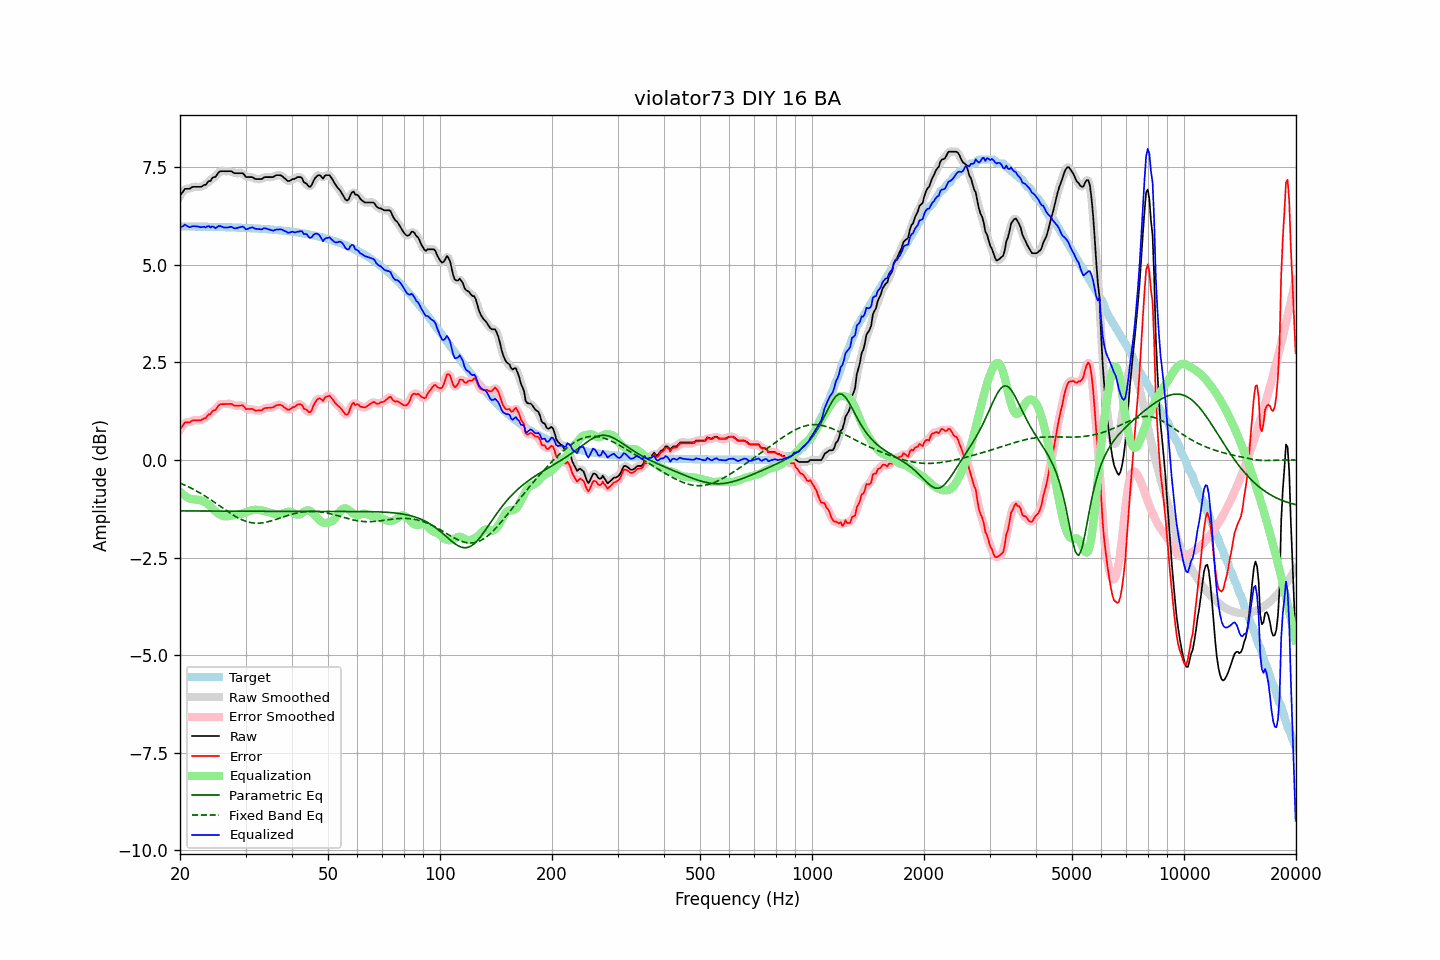 violator73 DIY 16 BA
Amplitude (dBr)
7.5
5.0
2.5
0.0
−2.5
−5.0
−7.5
−10.0
Target
Raw Smoothed
Error Smoothed
Raw
Error
Equalization
Parametric Eq
Fixed Band Eq
Equalized
20 50 100 200 500 1000 2000 5000 10000 20000
Frequency (Hz)